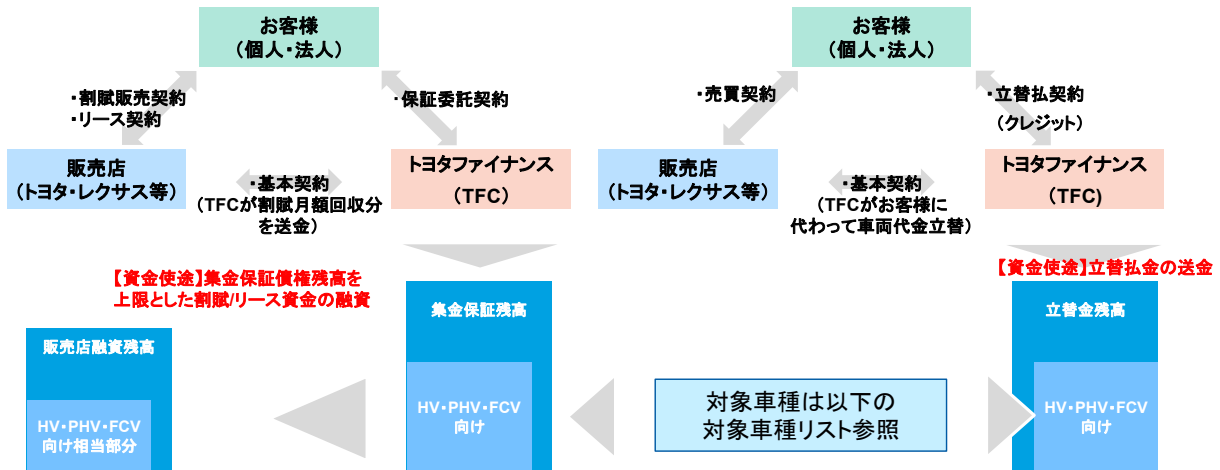 お客様
（個人・法人）
・割賦販売契約
・リース契約
・保証委託契約
販売店
（トヨタ・レクサス等）
・基本契約
（TFCが割賦月額回収分
を送金）
トヨタファイナンス
（TFC）
【資金使途】集金保証債権残高を
上限とした割賦/リース資金の融資
販売店融資残高
HV・PHV・FCV
向け相当部分
集金保証残高
HV・PHV・FCV
向け
お客様
（個人・法人）
・売買契約
・立替払契約
（クレジット）
販売店
（トヨタ・レクサス等）
・基本契約
（TFCがお客様に
代わって車両代金立替）
トヨタファイナンス
（TFC)
【資金使途】立替払金の送金
立替金残高
HV・PHV・FCV
向け
対象車種は以下の
対象車種リスト参照